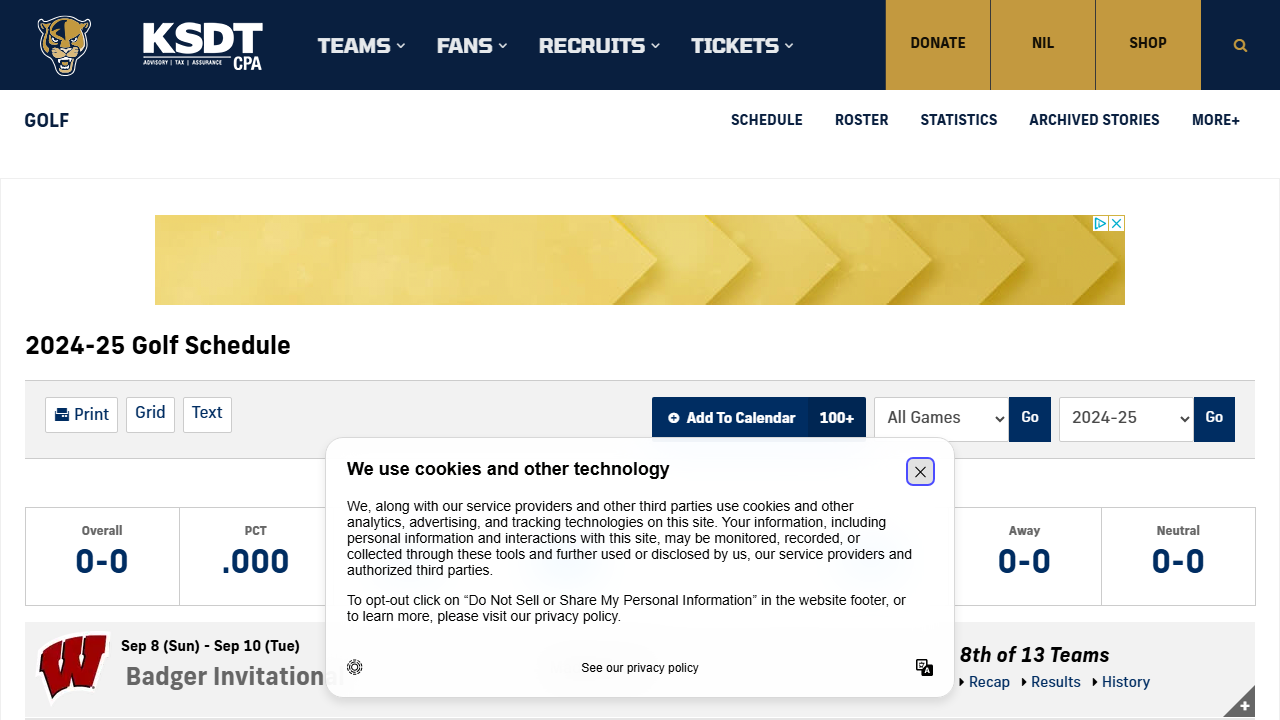 KSDT
ADVISORY | TAX | ASSURANCE
CPA
TEAMS
FANS
RECRUITS
TICKETS
DONATE
NIL
SHOP
GOLF
SCHEDULE
ROSTER
STATISTICS
ARCHIVED STORIES
MORE+
2024-25 Golf Schedule
Print
Grid
Text
Add To Calendar
100+
All Games
Go
2024-25
Go
We use cookies and other technology
We, along with our service providers and other third parties use cookies and other
analytics, advertising, and tracking technologies on this site. Your information, including
personal information and interactions with this site, may be monitored, recorded, or
collected through these tools and further used or disclosed by us, our service providers and
authorized third parties.
To opt-out click on “Do Not Sell or Share My Personal Information” in the website footer, or
to learn more, please visit our privacy policy.
See our privacy policy
Overall
0-0
PCT
.000
Away
0-0
Neutral
0-0
W
Sep 8 (Sun) - Sep 10 (Tue)
Badger Invitational
8th of 13 Teams
Recap
Results
History